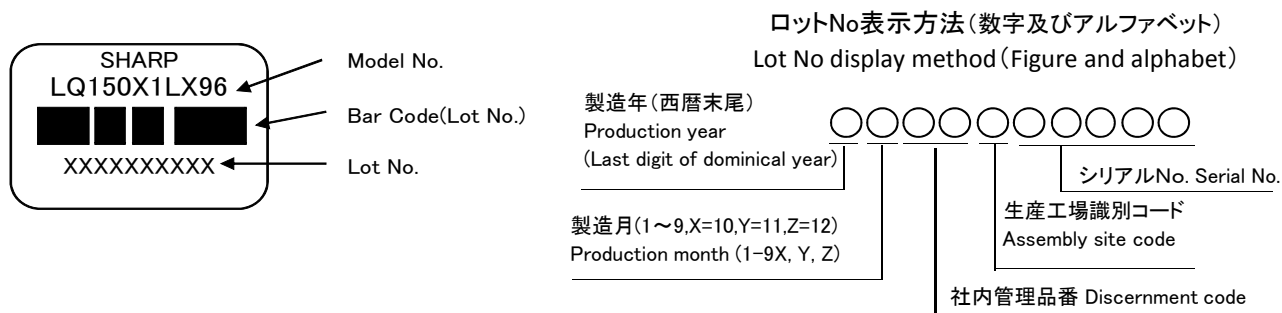 SHARP
LQ150X1LX96
XXXXXXXXXX
Model No.
Bar Code(Lot No.)
Lot No.
ロットNo表示方法(数字及びアルファベット)
Lot No display method(Figure and alphabet)
製造年(西暦末尾)
Production year
(Last digit of dominical year)
○○○○○○○○○○
シリアルNo. Serial No.
製造月(1~9,X=10,Y=11,Z=12)
Production month (1-9X, Y, Z)
生産工場識別コード
Assembly site code
社内管理品番 Discernment code